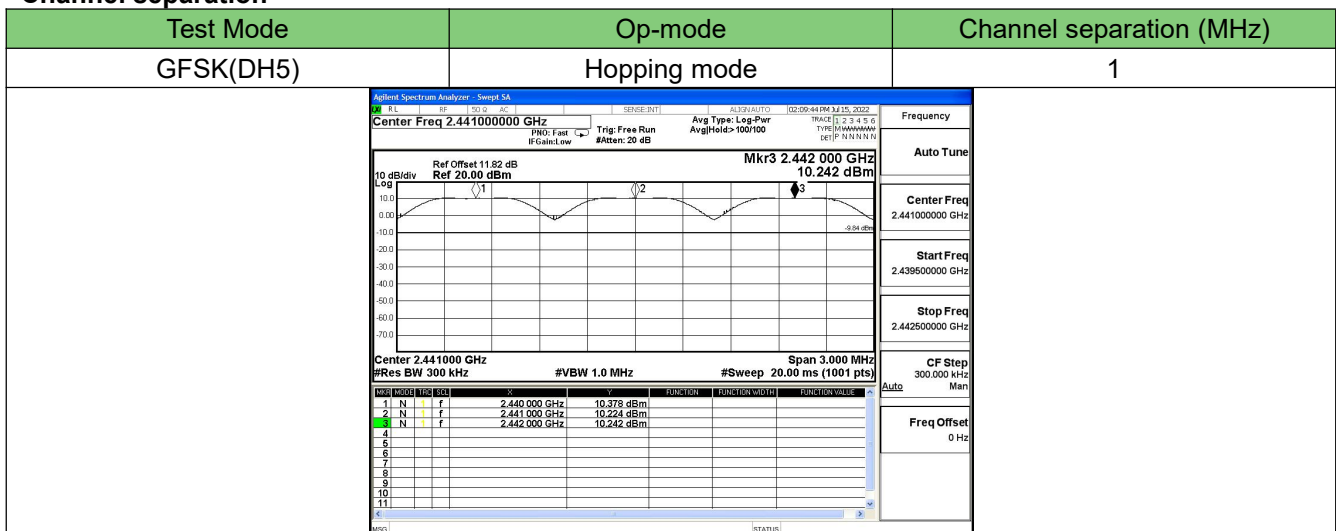 Channel separation
Test Mode Op-mode Channel separation (MHz)
GFSK(DH5) Hopping mode 1
Agilent Spectrum Analyzer - Swept SA
RL RF 50 Ω AC SENSE:INT ALIGN AUTO 02:09:44 PM Jul 15, 2022
Center Freq 2.441000000 GHz
PNO: Fast
IFGain:Low
Trig: Free Run
#Atten: 20 dB
Avg Type: Log-Pwr
Avg|Hold:>100/100
TRACE 1 2 3 4 5 6
TYPE MWWWWW
DET P NNNNN
Frequency
Auto Tune
Center Freq
2.441000000 GHz
Start Freq
2.439500000 GHz
Stop Freq
2.442500000 GHz
CF Step
300.000 kHz
Auto Man
Freq Offset
0 Hz
Mkr3 2.442 000 GHz
10.242 dBm
Ref Offset 11.82 dB
10 dB/div Ref 20.00 dBm
Log
1 2 3
10.0
0.00
-9.84 dBm
-10.0
-20.0
-30.0
-40.0
-50.0
-60.0
-70.0
Center 2.441000 GHz Span 3.000 MHz
#Res BW 300 kHz #VBW 1.0 MHz #Sweep 20.00 ms (1001 pts)
MKR MODE TRC SCL X Y FUNCTION FUNCTION WIDTH FUNCTION VALUE
1 N 1 f 2.440 000 GHz 10.378 dBm
2 N 1 f 2.441 000 GHz 10.224 dBm
3 N 1 f 2.442 000 GHz 10.242 dBm
4
5
6
7
8
9
10
11
MSG STATUS